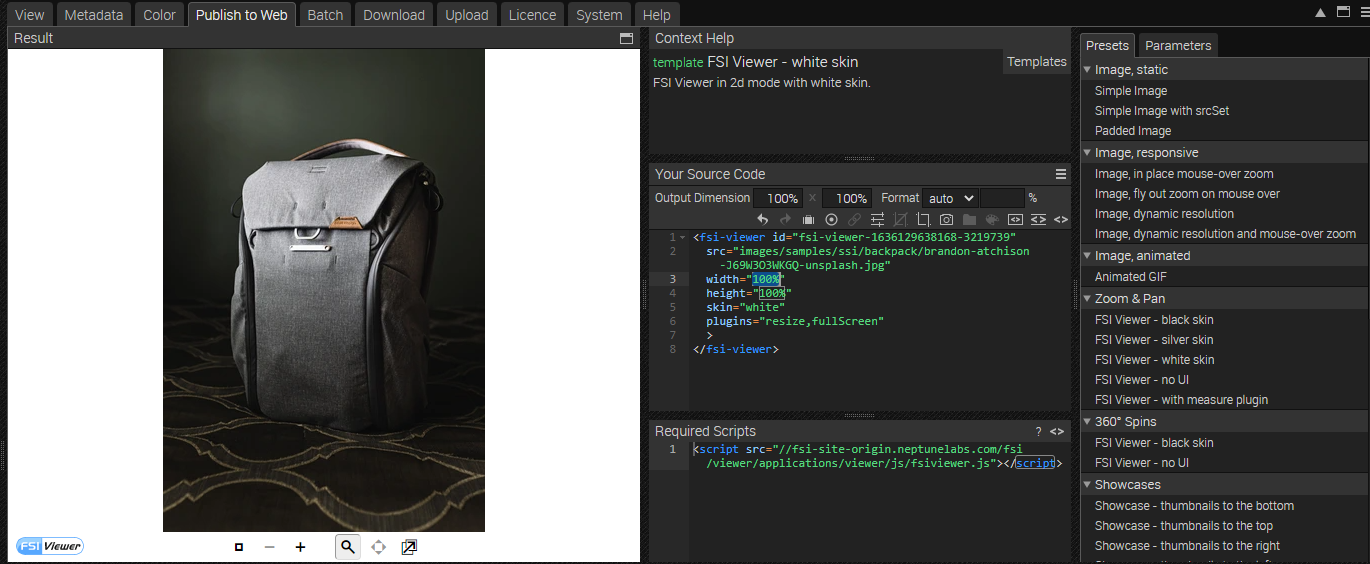 View Metadata Color Publish to Web Batch Download Upload Licence System Help
Result
FSI Viewer
Context Help
template FSI Viewer - white skin
Templates
FSI Viewer in 2d mode with white skin.
Your Source Code
Output Dimension 100% X 100% Format auto %
1 <fsi-viewer id="fsi-viewer-1636129638168-3219739"
2 src="images/samples/ssi/backpack/brandon-atchison
-J69W3O3WKGQ-unsplash.jpg"
3 width="100%"
4 height="100%"
5 skin="white"
6 plugins="resize,fullScreen"
7 >
8 </fsi-viewer>
Required Scripts ? <>
1 <script src="//fsi-site-origin.neptunelabs.com/fsi
/viewer/applications/viewer/js/fsiviewer.js"></script>
Presets Parameters
Image, static
Simple Image
Simple Image with srcSet
Padded Image
Image, responsive
Image, in place mouse-over zoom
Image, fly out zoom on mouse over
Image, dynamic resolution
Image, dynamic resolution and mouse-over zoom
Image, animated
Animated GIF
Zoom & Pan
FSI Viewer - black skin
FSI Viewer - silver skin
FSI Viewer - white skin
FSI Viewer - no UI
FSI Viewer - with measure plugin
360° Spins
FSI Viewer - black skin
FSI Viewer - no UI
Showcases
Showcase - thumbnails to the bottom
Showcase - thumbnails to the top
Showcase - thumbnails to the right